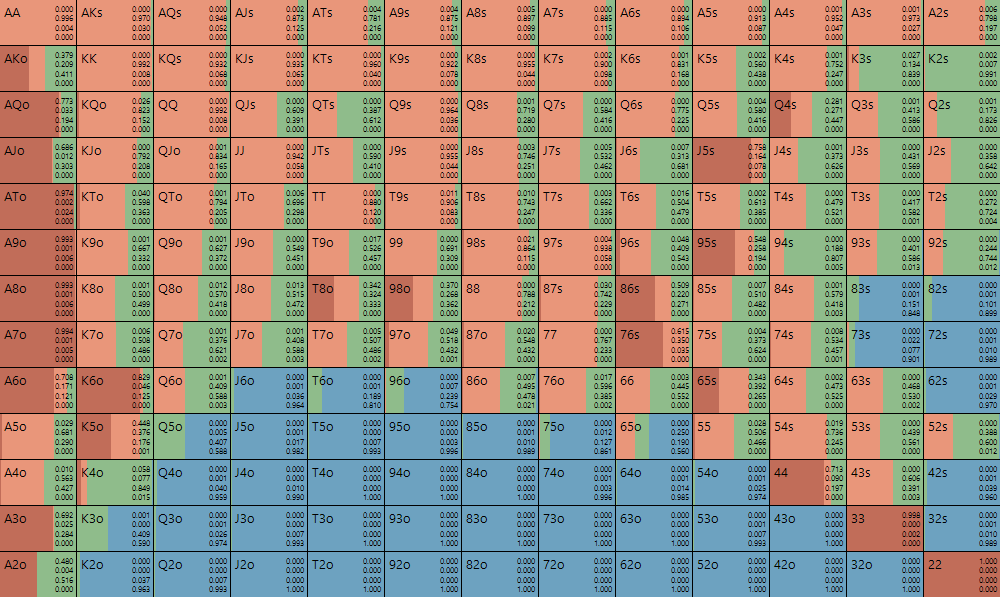 AA 0.000 0.996 0.004 0.000
AKs 0.000 0.970 0.030 0.000
AQs 0.000 0.948 0.052 0.000
AJs 0.002 0.873 0.125 0.000
ATs 0.004 0.781 0.216 0.000
A9s 0.004 0.875 0.121 0.000
A8s 0.005 0.897 0.099 0.000
A7s 0.000 0.885 0.115 0.000
A6s 0.000 0.894 0.106 0.000
A5s 0.000 0.913 0.087 0.000
A4s 0.001 0.952 0.047 0.000
A3s 0.001 0.973 0.027 0.000
A2s 0.006 0.798 0.197 0.000
AKo 0.379 0.209 0.411 0.000
KK 0.000 0.992 0.008 0.000
KQs 0.000 0.932 0.068 0.000
KJs 0.000 0.935 0.065 0.000
KTs 0.000 0.960 0.040 0.000
K9s 0.000 0.922 0.078 0.000
K8s 0.000 0.955 0.044 0.000
K7s 0.002 0.900 0.098 0.000
K6s 0.000 0.831 0.168 0.000
K5s 0.002 0.560 0.438 0.000
K4s 0.000 0.752 0.247 0.000
K3s 0.027 0.134 0.839 0.000
K2s 0.002 0.007 0.991 0.000
AQo 0.773 0.033 0.194 0.000
KQo 0.026 0.823 0.152 0.000
QQ 0.000 0.992 0.008 0.000
QJs 0.000 0.609 0.391 0.000
QTs 0.000 0.387 0.612 0.000
Q9s 0.000 0.964 0.036 0.000
Q8s 0.001 0.719 0.280 0.000
Q7s 0.000 0.584 0.416 0.000
Q6s 0.000 0.775 0.225 0.000
Q5s 0.004 0.580 0.416 0.000
Q4s 0.281 0.271 0.447 0.000
Q3s 0.001 0.413 0.586 0.000
Q2s 0.001 0.173 0.826 0.000
AJo 0.686 0.012 0.303 0.000
KJo 0.000 0.792 0.208 0.000
QJo 0.001 0.834 0.165 0.000
JJ 0.000 0.942 0.058 0.000
JTs 0.000 0.590 0.410 0.000
J9s 0.000 0.955 0.044 0.000
J8s 0.003 0.746 0.251 0.000
J7s 0.005 0.532 0.462 0.000
J6s 0.007 0.313 0.681 0.000
J5s 0.758 0.164 0.078 0.000
J4s 0.001 0.373 0.626 0.000
J3s 0.000 0.431 0.569 0.000
J2s 0.000 0.358 0.642 0.000
ATo 0.974 0.002 0.024 0.000
KTo 0.040 0.598 0.363 0.000
QTo 0.001 0.794 0.205 0.000
JTo 0.006 0.696 0.298 0.000
TT 0.000 0.880 0.120 0.000
T9s 0.011 0.906 0.083 0.000
T8s 0.010 0.743 0.247 0.000
T7s 0.003 0.662 0.336 0.000
T6s 0.016 0.504 0.479 0.000
T5s 0.002 0.613 0.385 0.000
T4s 0.000 0.479 0.521 0.000
T3s 0.000 0.417 0.582 0.001
T2s 0.000 0.272 0.724 0.004
A9o 0.993 0.001 0.006 0.000
K9o 0.001 0.667 0.332 0.000
Q9o 0.001 0.627 0.372 0.000
J9o 0.000 0.549 0.451 0.000
T9o 0.017 0.526 0.457 0.000
99 0.000 0.691 0.309 0.000
98s 0.021 0.864 0.115 0.000
97s 0.004 0.938 0.058 0.000
96s 0.048 0.409 0.543 0.000
95s 0.548 0.258 0.194 0.000
94s 0.000 0.188 0.807 0.005
93s 0.000 0.401 0.586 0.013
92s 0.000 0.244 0.744 0.012
A8o 0.993 0.001 0.006 0.000
K8o 0.001 0.500 0.499 0.000
Q8o 0.012 0.570 0.418 0.000
J8o 0.013 0.515 0.472 0.000
T8o 0.342 0.324 0.333 0.000
98o 0.370 0.268 0.362 0.000
88 0.000 0.788 0.212 0.000
87s 0.030 0.742 0.229 0.000
86s 0.509 0.220 0.271 0.000
85s 0.007 0.510 0.482 0.000
84s 0.001 0.579 0.418 0.003
83s 0.000 0.001 0.151 0.848
82s 0.000 0.001 0.101 0.899
A7o 0.994 0.001 0.005 0.000
K7o 0.006 0.508 0.486 0.000
Q7o 0.001 0.376 0.621 0.002
J7o 0.001 0.408 0.588 0.003
T7o 0.005 0.507 0.486 0.002
97o 0.049 0.518 0.432 0.001
87o 0.020 0.548 0.432 0.000
77 0.000 0.767 0.233 0.000
76s 0.615 0.350 0.035 0.000
75s 0.004 0.373 0.624 0.000
74s 0.008 0.534 0.457 0.001
73s 0.000 0.022 0.077 0.901
72s 0.000 0.001 0.010 0.989
A6o 0.708 0.171 0.121 0.000
K6o 0.829 0.046 0.125 0.000
Q6o 0.001 0.409 0.588 0.003
J6o 0.000 0.000 0.036 0.964
T6o 0.000 0.001 0.189 0.810
96o 0.000 0.007 0.239 0.754
86o 0.007 0.495 0.478 0.021
76o 0.017 0.596 0.385 0.002
66 0.003 0.445 0.552 0.000
65s 0.343 0.392 0.265 0.000
64s 0.002 0.473 0.525 0.000
63s 0.000 0.468 0.530 0.002
62s 0.000 0.000 0.029 0.970
A5o 0.029 0.681 0.290 0.000
K5o 0.448 0.376 0.176 0.001
Q5o 0.000 0.005 0.407 0.588
J5o 0.000 0.001 0.017 0.982
T5o 0.000 0.000 0.007 0.993
95o 0.000 0.000 0.003 0.996
85o 0.000 0.001 0.010 0.989
75o 0.000 0.012 0.127 0.861
65o 0.000 0.250 0.190 0.560
55 0.028 0.506 0.466 0.000
54s 0.019 0.736 0.245 0.000
53s 0.000 0.439 0.561 0.000
52s 0.000 0.388 0.600 0.012
A4o 0.010 0.563 0.427 0.000
K4o 0.058 0.077 0.849 0.015
Q4o 0.000 0.001 0.040 0.959
J4o 0.000 0.000 0.010 0.990
T4o 0.000 0.000 0.000 1.000
94o 0.000 0.000 0.000 1.000
84o 0.000 0.000 0.000 1.000
74o 0.000 0.000 0.003 0.996
64o 0.000 0.001 0.014 0.985
54o 0.000 0.001 0.025 0.974
44 0.713 0.090 0.197 0.000
43s 0.000 0.606 0.391 0.003
42s 0.000 0.001 0.039 0.960
A3o 0.692 0.025 0.284 0.000
K3o 0.001 0.000 0.409 0.590
Q3o 0.000 0.001 0.026 0.974
J3o 0.000 0.000 0.007 0.993
T3o 0.000 0.000 0.000 1.000
93o 0.000 0.000 0.000 1.000
83o 0.000 0.000 0.000 1.000
73o 0.000 0.000 0.000 1.000
63o 0.000 0.000 0.000 1.000
53o 0.000 0.001 0.007 0.993
43o 0.000 0.000 0.000 1.000
33 0.998 0.000 0.002 0.000
32s 0.000 0.000 0.010 0.989
A2o 0.480 0.004 0.516 0.000
K2o 0.000 0.000 0.037 0.963
Q2o 0.000 0.000 0.007 0.993
J2o 0.000 0.000 0.000 1.000
T2o 0.000 0.000 0.000 1.000
92o 0.000 0.000 0.000 1.000
82o 0.000 0.000 0.000 1.000
72o 0.000 0.000 0.000 1.000
62o 0.000 0.000 0.000 1.000
52o 0.000 0.000 0.000 1.000
42o 0.000 0.000 0.000 1.000
32o 0.000 0.000 0.000 1.000
22 1.000 0.000 0.000 0.000